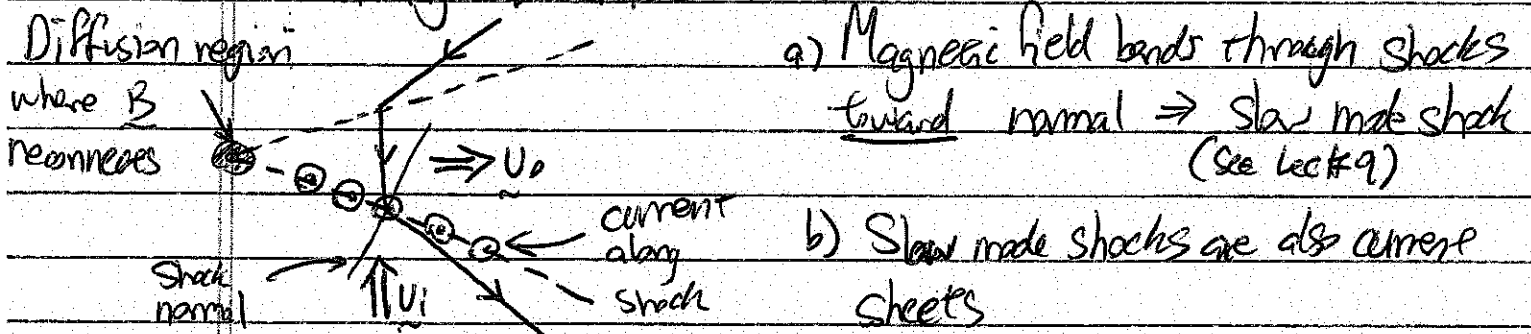 Diffusion region
where B
reconnects
⇒ U₀
current
along
shock
Shock
normal
⇑ Ui
a) Magnetic field bends through shocks
toward normal ⇒ slow mode shock
(see lec #9)
b) Slow mode shocks are also current
sheets